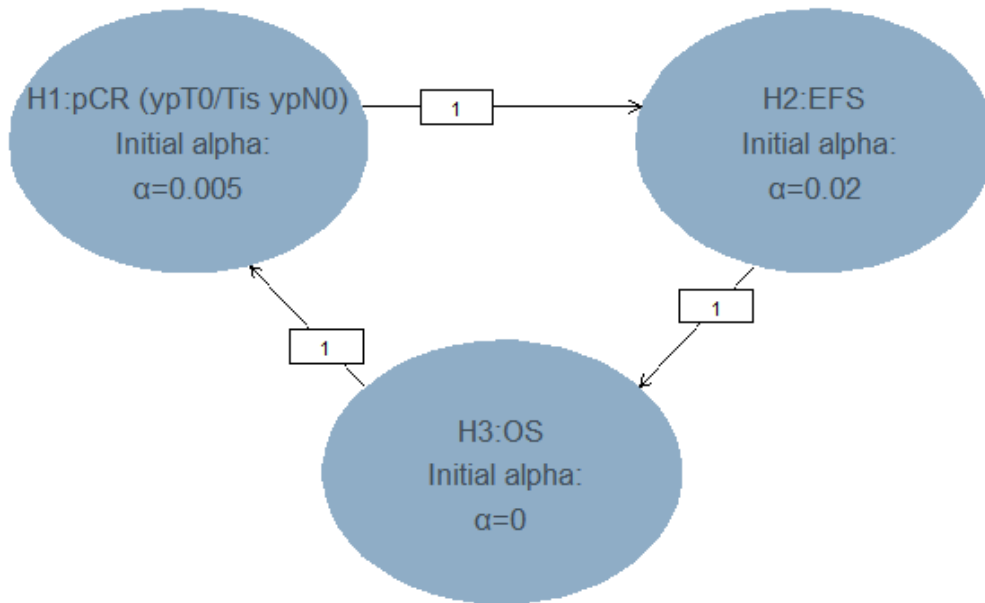 H1:pCR (ypT0/Tis ypN0)
Initial alpha:
α=0.005
1
H2:EFS
Initial alpha:
α=0.02
1
1
H3:OS
Initial alpha:
α=0